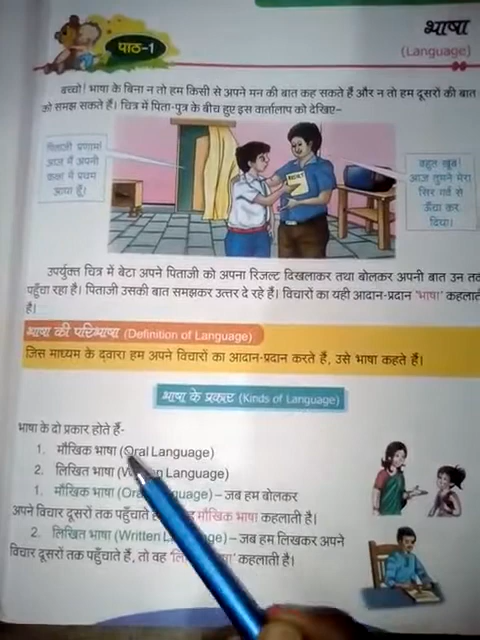 पाठ-1
भाषा
(Language)
बच्चो! भाषा के बिना न तो हम किसी से अपने मन की बात कह सकते हैं और न तो हम दूसरों की बात
को समझ सकते हैं। चित्र में पिता-पुत्र के बीच हुए इस वार्तालाप को देखिए–
पिताजी प्रणाम!
आज मैं अपनी
कक्षा में प्रथम
आया हूँ।
बहुत खूब!
आज तुमने मेरा
सिर गर्व से
ऊँचा कर
दिया।
उपर्युक्त चित्र में बेटा अपने पिताजी को अपना रिजल्ट दिखलाकर तथा बोलकर अपनी बात उन तक
पहुँचा रहा है। पिताजी उसकी बात समझकर उत्तर दे रहे हैं। विचारों का यही आदान-प्रदान 'भाषा' कहलाता
है।
भाषा की परिभाषा (Definition of Language)
जिस माध्यम के द्वारा हम अपने विचारों का आदान-प्रदान करते हैं, उसे भाषा कहते हैं।
भाषा के प्रकार (Kinds of Language)
भाषा के दो प्रकार होते हैं-
1. मौखिक भाषा (Oral Language)
2. लिखित भाषा (Written Language)
1. मौखिक भाषा (Oral Language) – जब हम बोलकर
अपने विचार दूसरों तक पहुँचाते मौखिक भाषा कहलाती है।
2. लिखित भाषा (Written Language) – जब हम लिखकर अपने
विचार दूसरों तक पहुँचाते हैं, तो वह कहलाती है।